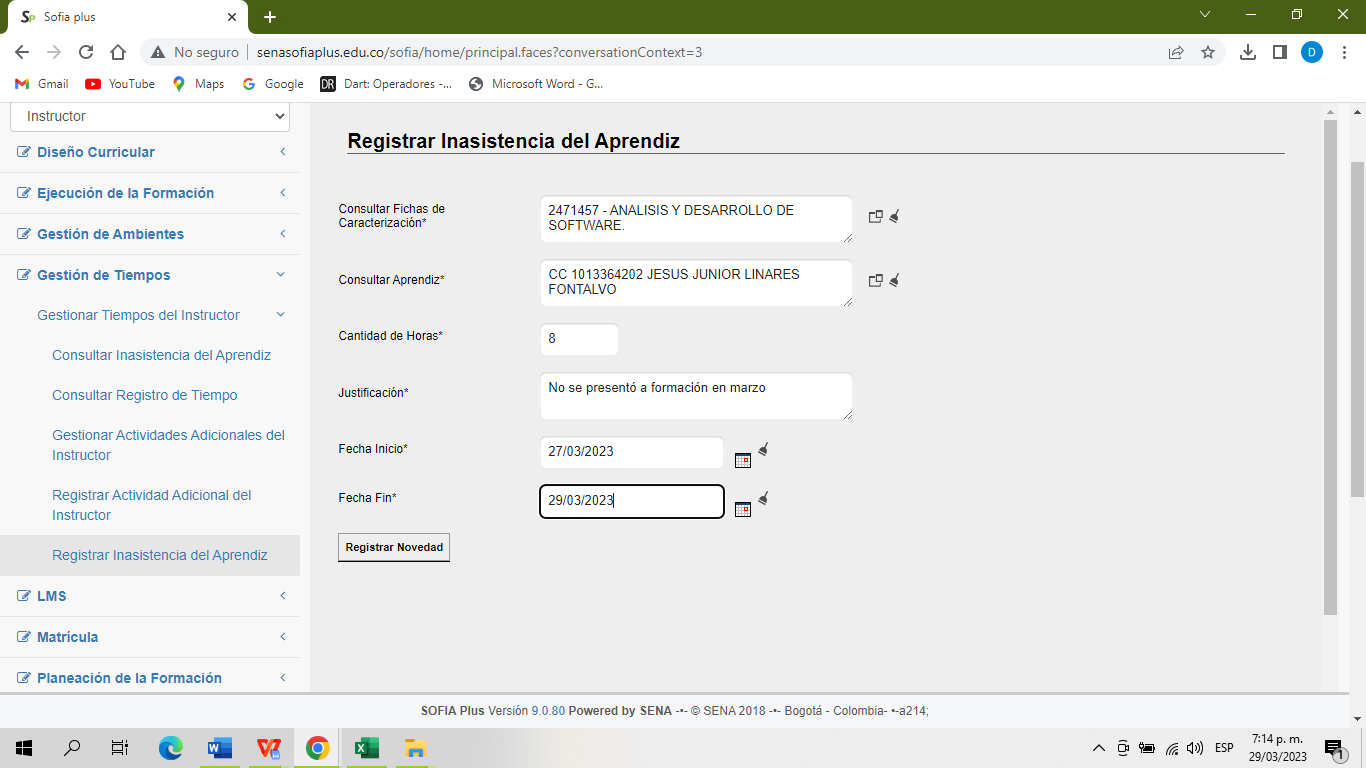 Sofia plus
No seguro
senasofiaplus.edu.co/sofia/home/principal.faces?conversationContext=3
D
Gmail
YouTube
Maps
Google
DR Dart: Operadores -...
Microsoft Word - G...
Instructor
Diseño Curricular
Ejecución de la Formación
Gestión de Ambientes
Gestión de Tiempos
Gestionar Tiempos del Instructor
Consultar Inasistencia del Aprendiz
Consultar Registro de Tiempo
Gestionar Actividades Adicionales del
Instructor
Registrar Actividad Adicional del
Instructor
Registrar Inasistencia del Aprendiz
LMS
Matrícula
Planeación de la Formación
Registrar Inasistencia del Aprendiz
Consultar Fichas de
Caracterización*
2471457 - ANALISIS Y DESARROLLO DE
SOFTWARE.
Consultar Aprendiz*
CC 1013364202 JESUS JUNIOR LINARES
FONTALVO
Cantidad de Horas*
8
Justificación*
No se presentó a formación en marzo
Fecha Inicio*
27/03/2023
Fecha Fin*
29/03/2023
Registrar Novedad
SOFIA Plus Versión 9.0.80 Powered by SENA -•- © SENA 2018 -•- Bogotá - Colombia- •-a214;
ESP
7:14 p. m.
29/03/2023
1